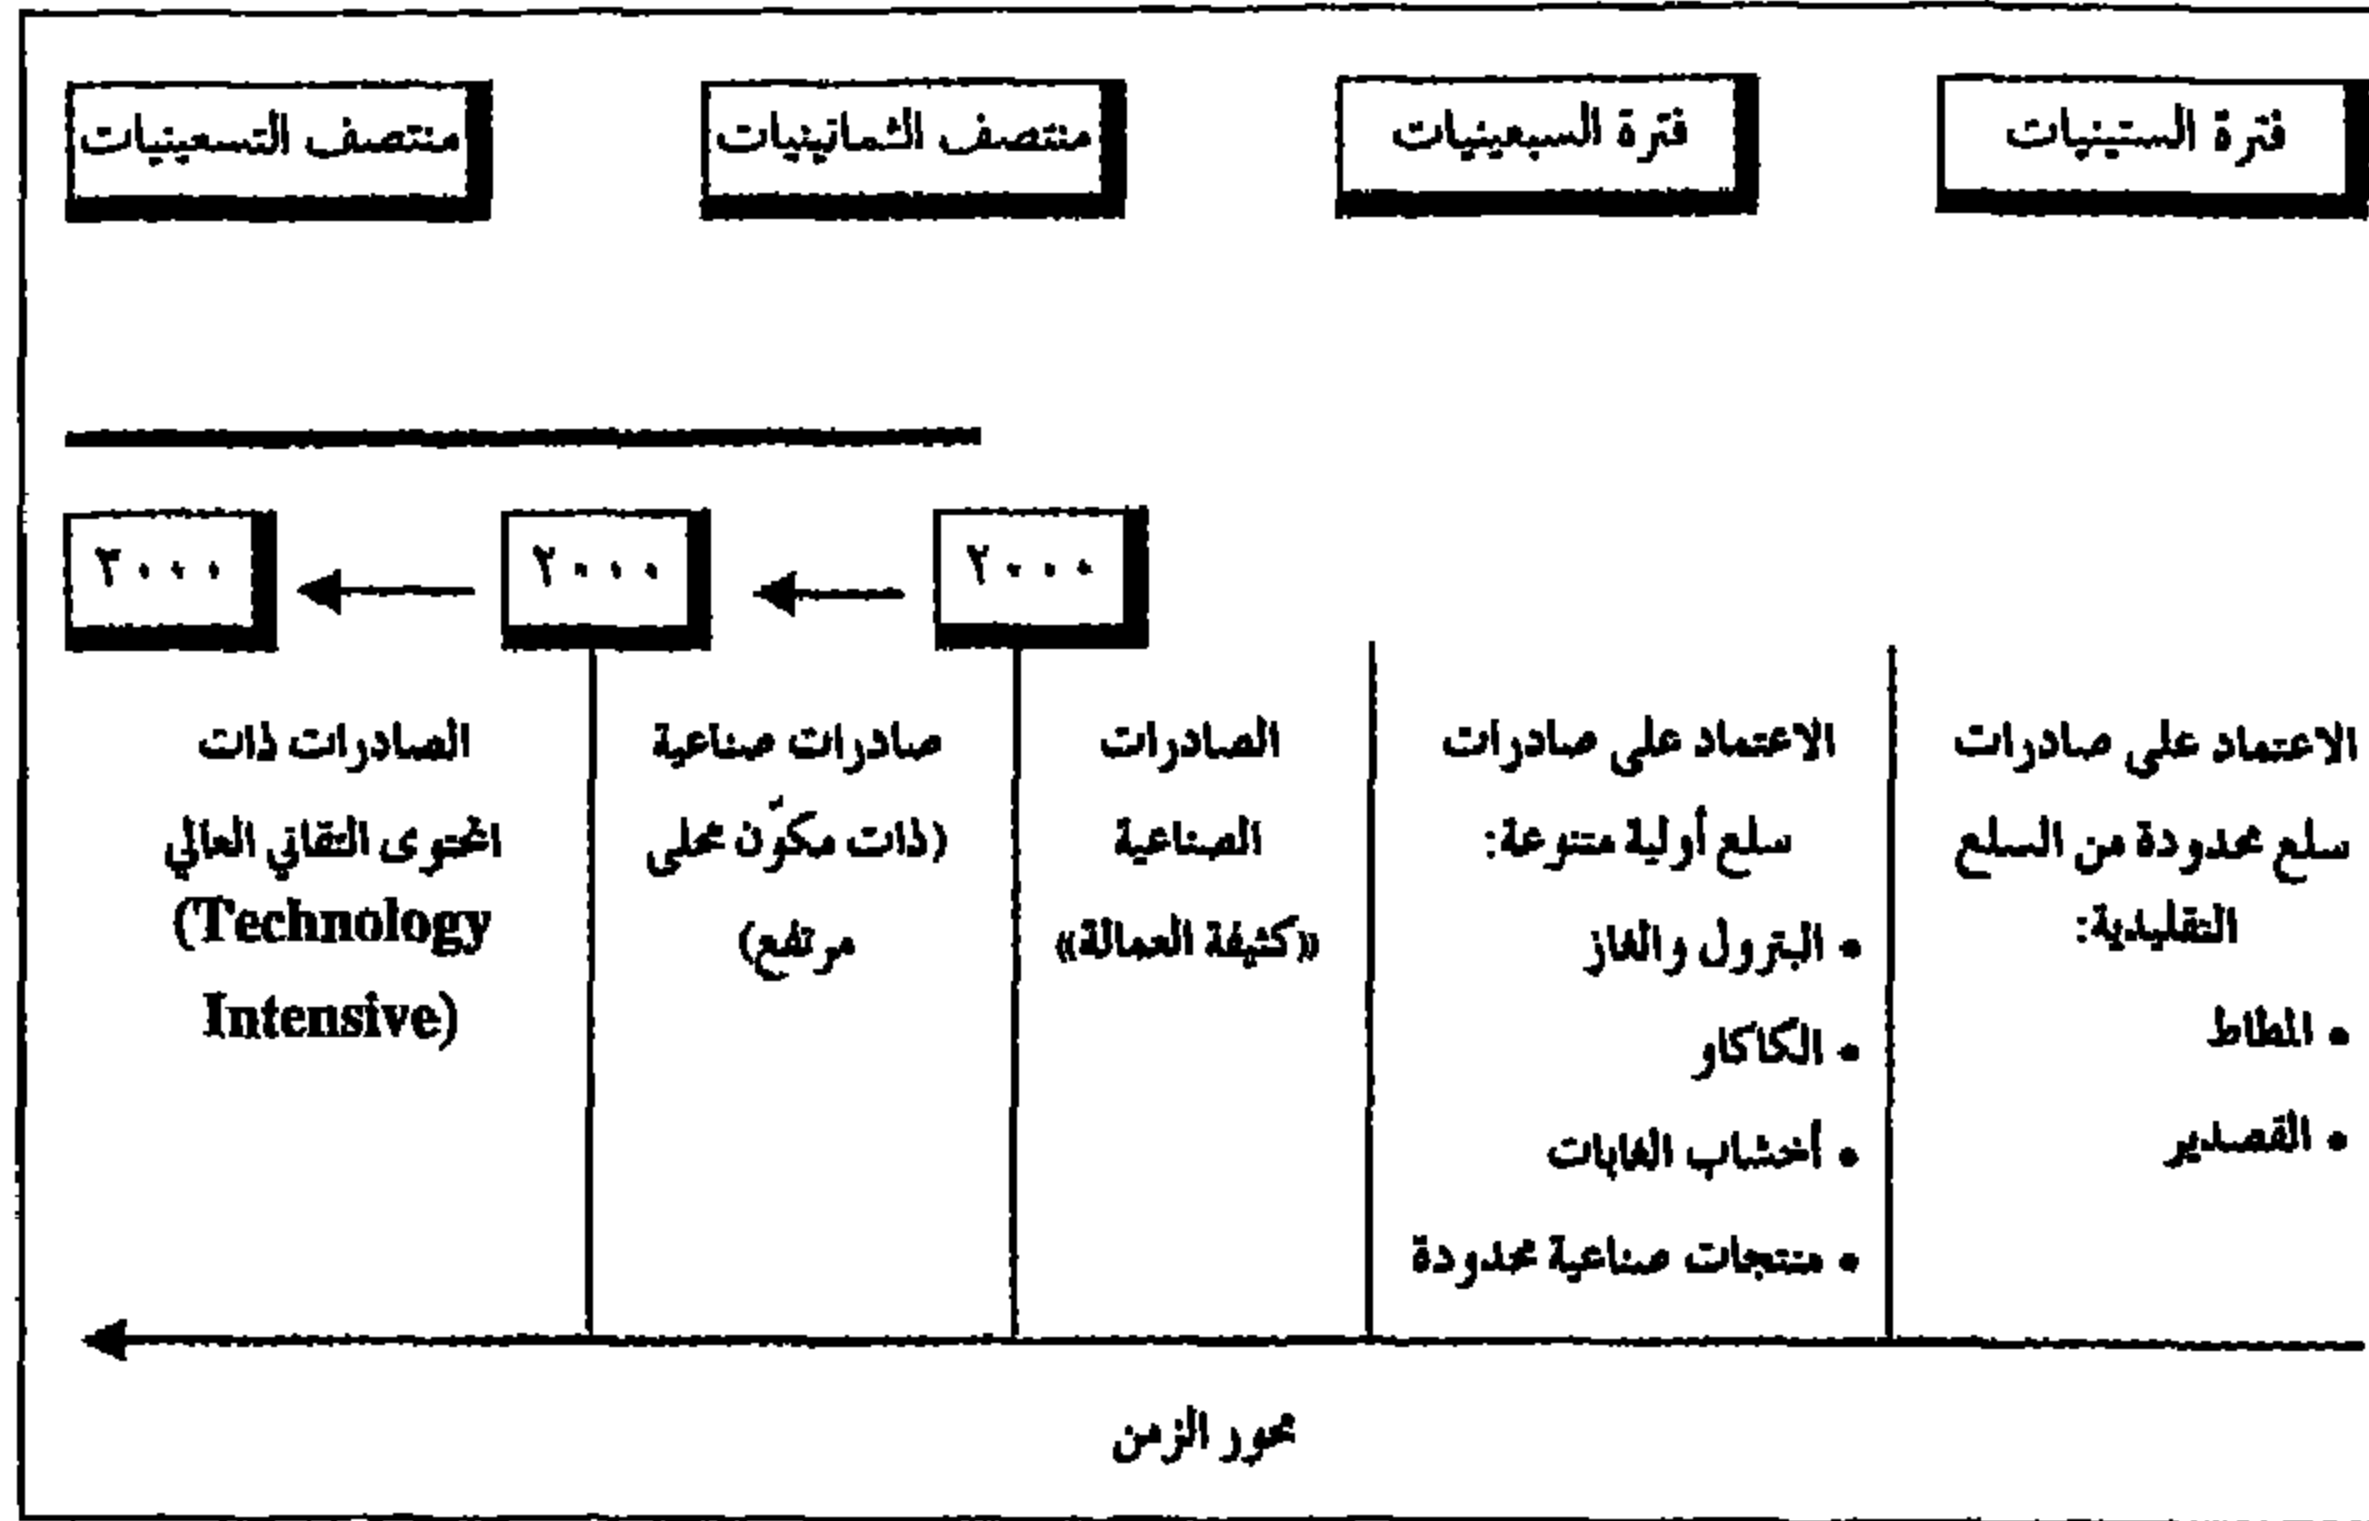 فترة الستينيات
فترة السبعينيات
منتصف الثمانينيات
منتصف التسعينيات
٢٠٠٠
٢٠٠٠
٢٠٠٠
الاعتماد على صادرات
سلع محدودة من السلع
التقليدية:
• المطاط
• القصدير
الاعتماد على صادرات
سلع أولية متنوعة:
• البترول والغاز
• الكاكاو
• أخشاب الغابات
• منتجات صناعية محدودة
الصادرات
الصناعية
«كثيفة العمالة»
صادرات صناعية
(ذات مكوّن محلى
مرتفع)
الصادرات ذات
المحتوى التقاني العالي
(Technology
Intensive)
محور الزمن